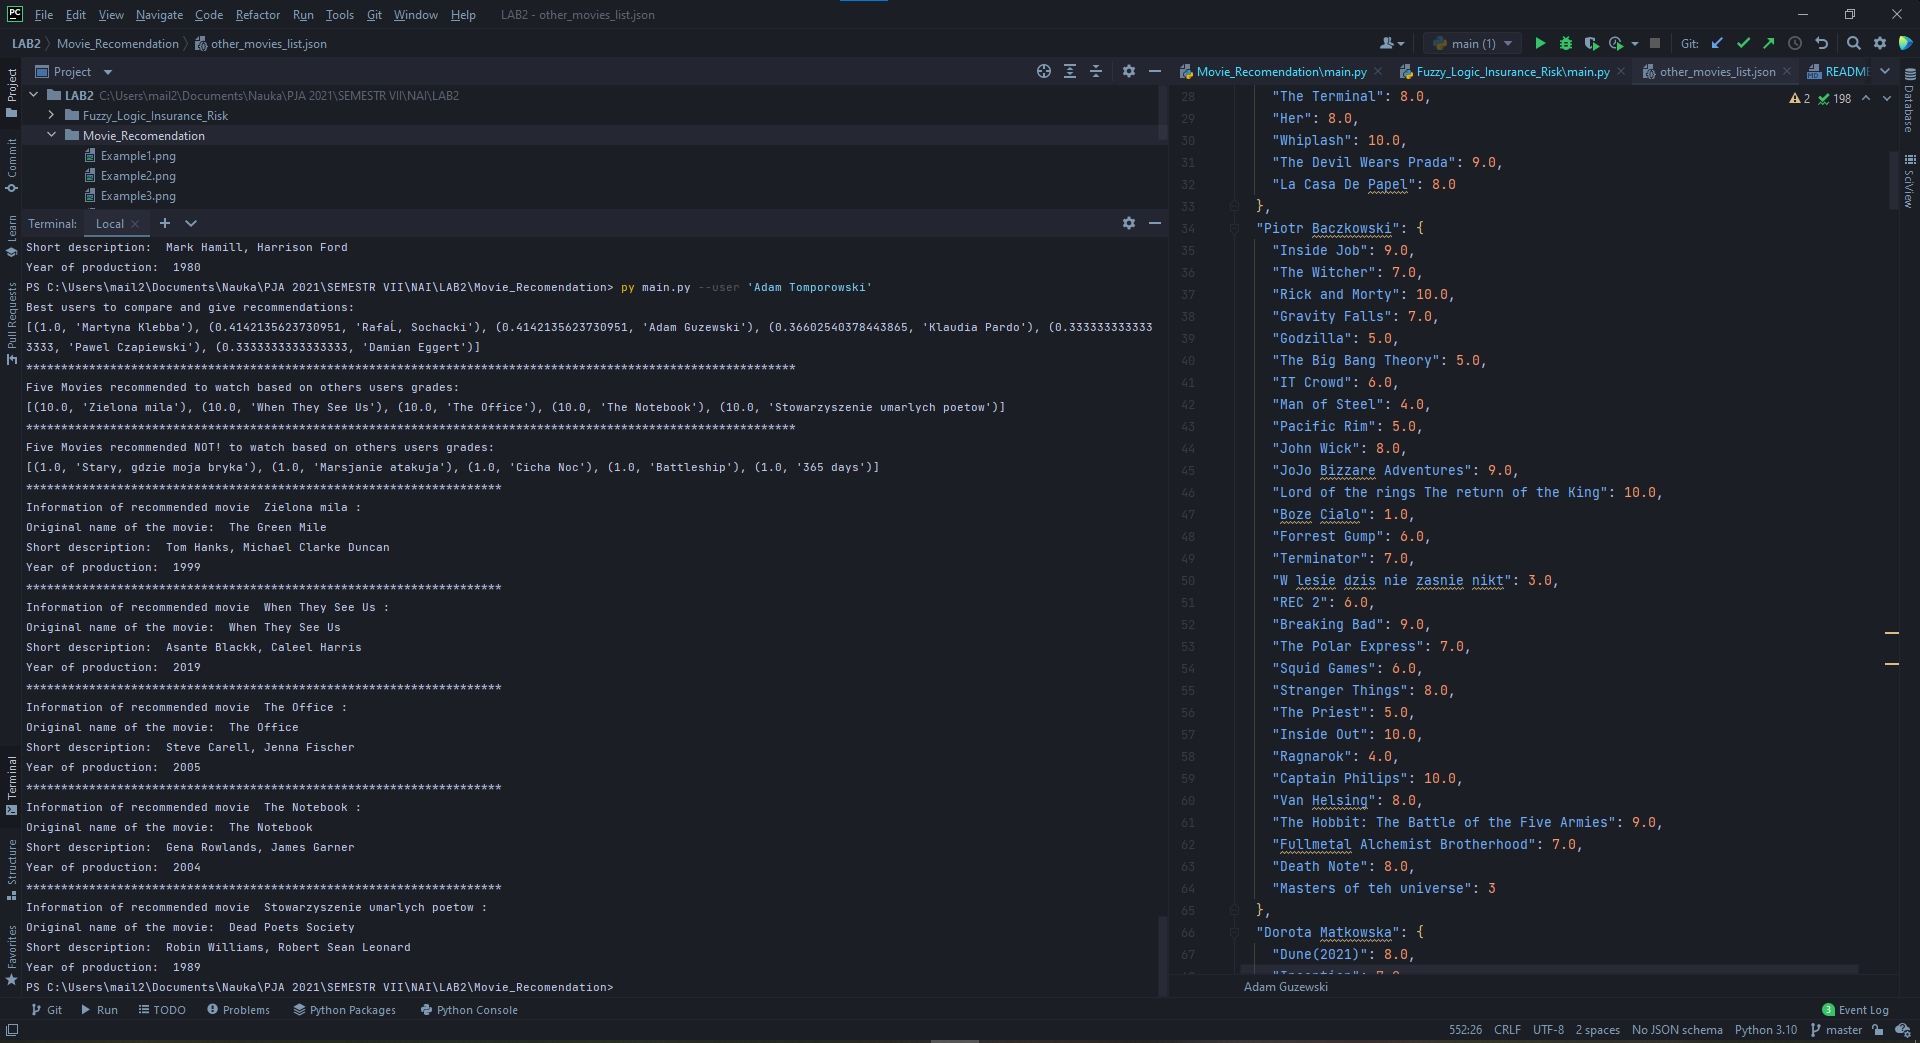 PC File Edit View Navigate Code Refactor Run Tools Git Window Help LAB2 - other_movies_list.json
LAB2 Movie_Recomendation other_movies_list.json
main (1) Git:
Project
Movie_Recomendation\main.py Fuzzy_Logic_Insurance_Risk\main.py other_movies_list.json README
LAB2 C:\Users\mail2\Documents\Nauka\PJA 2021\SEMESTR VII\NAI\LAB2
Fuzzy_Logic_Insurance_Risk
Movie_Recomendation
Example1.png
Example2.png
Example3.png
Terminal: Local
Short description:  Mark Hamill, Harrison Ford
Year of production:  1980
PS C:\Users\mail2\Documents\Nauka\PJA 2021\SEMESTR VII\NAI\LAB2\Movie_Recomendation> py main.py --user 'Adam Tomporowski'
Best users to compare and give recomendations:
[(1.0, 'Martyna Klebba'), (0.4142135623730951, 'RafaĹ, Sochacki'), (0.4142135623730951, 'Adam Guzewski'), (0.36602540378443865, 'Klaudia Pardo'), (0.333333333333
3333, 'Pawel Czapiewski'), (0.3333333333333333, 'Damian Eggert')]
**************************************************************************************************************
Five Movies recommended to watch based on others users grades:
[(10.0, 'Zielona mila'), (10.0, 'When They See Us'), (10.0, 'The Office'), (10.0, 'The Notebook'), (10.0, 'Stowarzyszenie umarlych poetow')]
**************************************************************************************************************
Five Movies recommended NOT! to watch based on others users grades:
[(1.0, 'Stary, gdzie moja bryka'), (1.0, 'Marsjanie atakuja'), (1.0, 'Cicha Noc'), (1.0, 'Battleship'), (1.0, '365 days')]
********************************************************************
Information of recommended movie  Zielona mila :
Original name of the movie:  The Green Mile
Short description:  Tom Hanks, Michael Clarke Duncan
Year of production:  1999
********************************************************************
Information of recommended movie  When They See Us :
Original name of the movie:  When They See Us
Short description:  Asante Blackk, Caleel Harris
Year of production:  2019
********************************************************************
Information of recommended movie  The Office :
Original name of the movie:  The Office
Short description:  Steve Carell, Jenna Fischer
Year of production:  2005
********************************************************************
Information of recommended movie  The Notebook :
Original name of the movie:  The Notebook
Short description:  Gena Rowlands, James Garner
Year of production:  2004
********************************************************************
Information of recommended movie  Stowarzyszenie umarlych poetow :
Original name of the movie:  Dead Poets Society
Short description:  Robin Williams, Robert Sean Leonard
Year of production:  1989
PS C:\Users\mail2\Documents\Nauka\PJA 2021\SEMESTR VII\NAI\LAB2\Movie_Recomendation>
2 198
28 "The Terminal": 8.0,
29 "Her": 8.0,
30 "Whiplash": 10.0,
31 "The Devil Wears Prada": 9.0,
32 "La Casa De Papel": 8.0
33 },
34 "Piotr Baczkowski": {
35 "Inside Job": 9.0,
36 "The Witcher": 7.0,
37 "Rick and Morty": 10.0,
38 "Gravity Falls": 7.0,
39 "Godzilla": 5.0,
40 "The Big Bang Theory": 5.0,
41 "IT Crowd": 6.0,
42 "Man of Steel": 4.0,
43 "Pacific Rim": 5.0,
44 "John Wick": 8.0,
45 "JoJo Bizzare Adventures": 9.0,
46 "Lord of the rings The return of the King": 10.0,
47 "Boze Cialo": 1.0,
48 "Forrest Gump": 6.0,
49 "Terminator": 7.0,
50 "W lesie dzis nie zasnie nikt": 3.0,
51 "REC 2": 6.0,
52 "Breaking Bad": 9.0,
53 "The Polar Express": 7.0,
54 "Squid Games": 6.0,
55 "Stranger Things": 8.0,
56 "The Priest": 5.0,
57 "Inside Out": 10.0,
58 "Ragnarok": 4.0,
59 "Captain Philips": 10.0,
60 "Van Helsing": 8.0,
61 "The Hobbit: The Battle of the Five Armies": 9.0,
62 "Fullmetal Alchemist Brotherhood": 7.0,
63 "Death Note": 8.0,
64 "Masters of teh universe": 3
65 },
66 "Dorota Matkowska": {
67 "Dune(2021)": 8.0,
Adam Guzewski
Project
Commit
Learn
Pull Requests
Terminal
Structure
Favorites
Database
SciView
Git Run TODO Problems Python Packages Python Console 3 Event Log
552:26 CRLF UTF-8 2 spaces No JSON schema Python 3.10 master